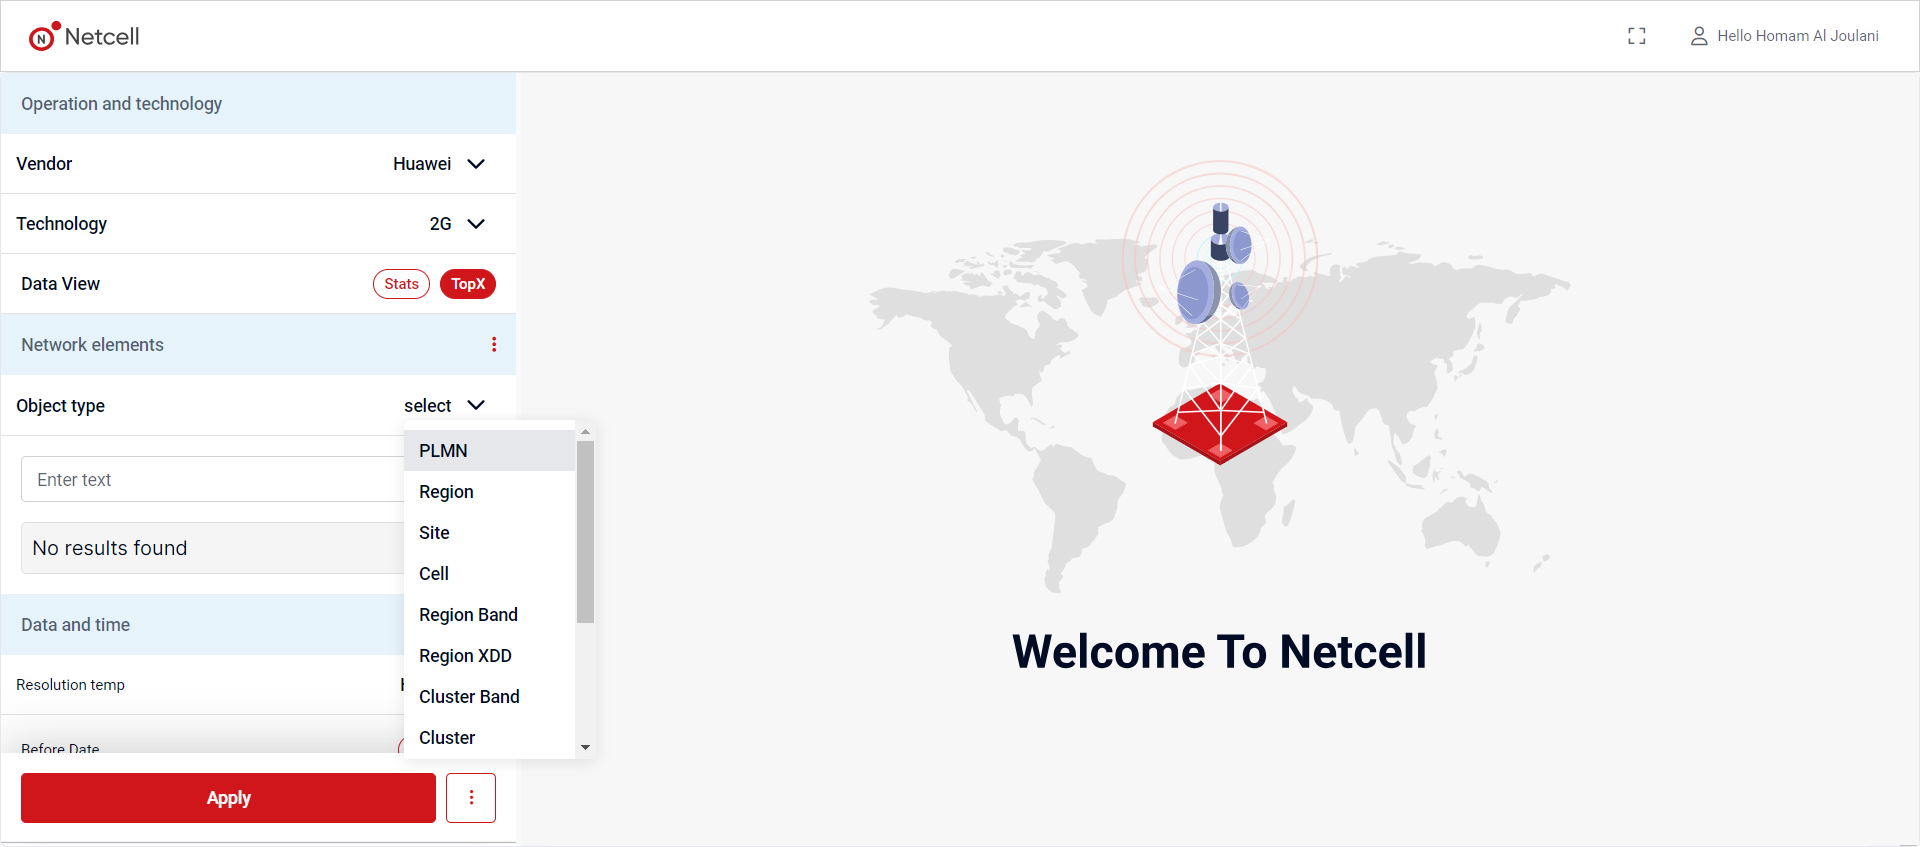 N Netcell
Hello Homam Al Joulani
Operation and technology
Vendor Huawei
Technology 2G
Data View Stats TopX
Network elements
Object type select
PLMN
Region
Site
Cell
Region Band
Region XDD
Cluster Band
Cluster
Enter text
No results found
Data and time
Resolution temp
Before Date
Apply
Welcome To Netcell